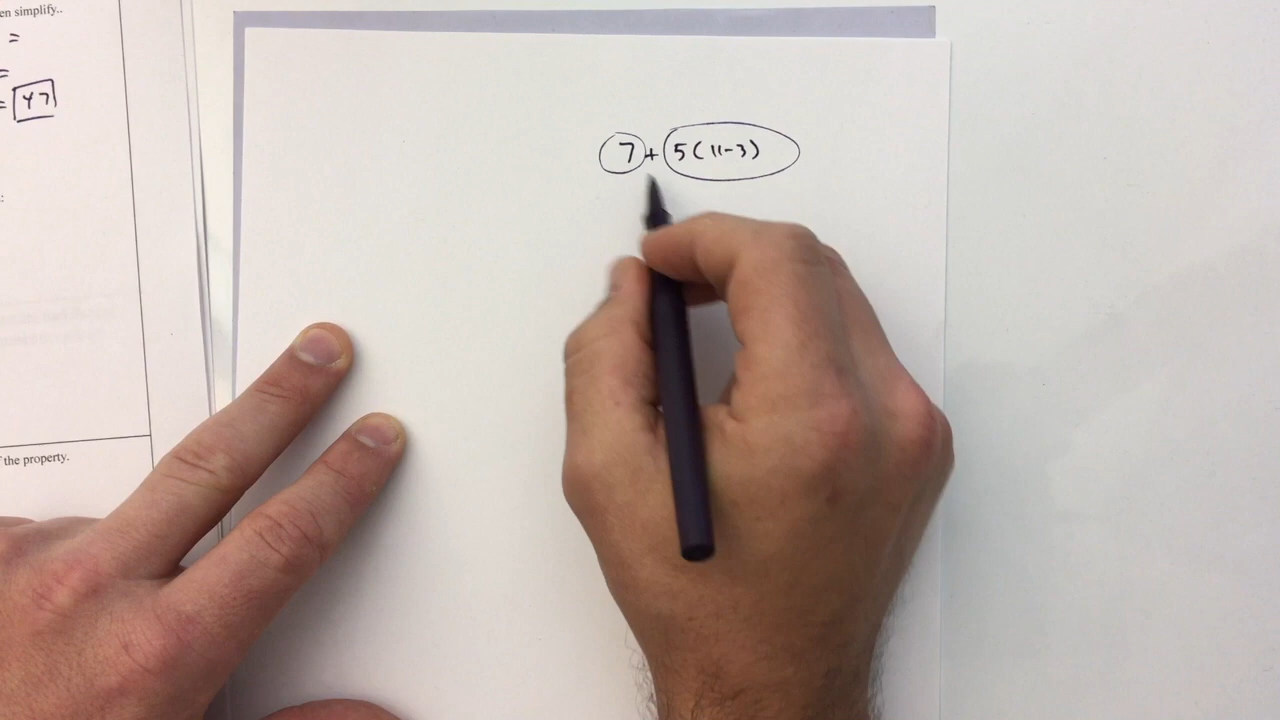 en simplify..
=
=
= 47
:
the property.
7 + 5(11-3)